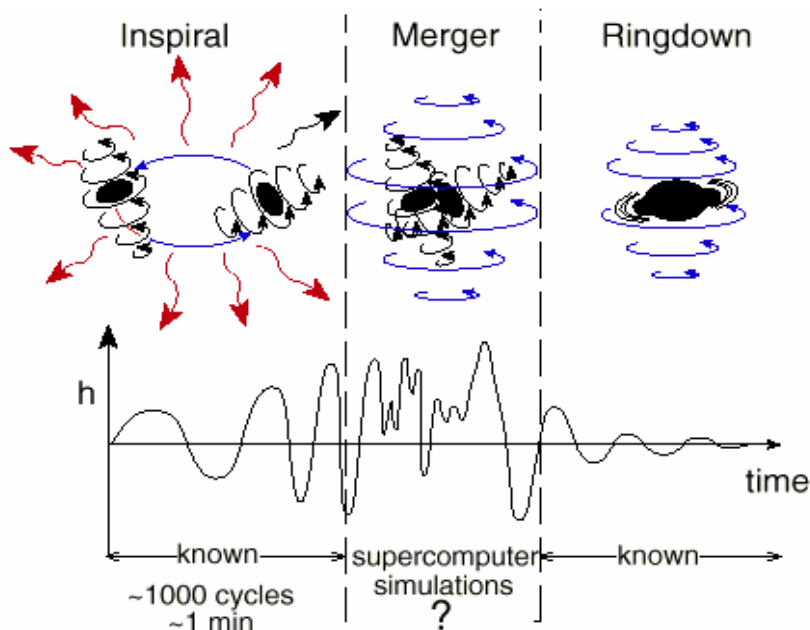 Inspiral
Merger
Ringdown
h
time
known
supercomputer
simulations
?
known
~1000 cycles
~1 min